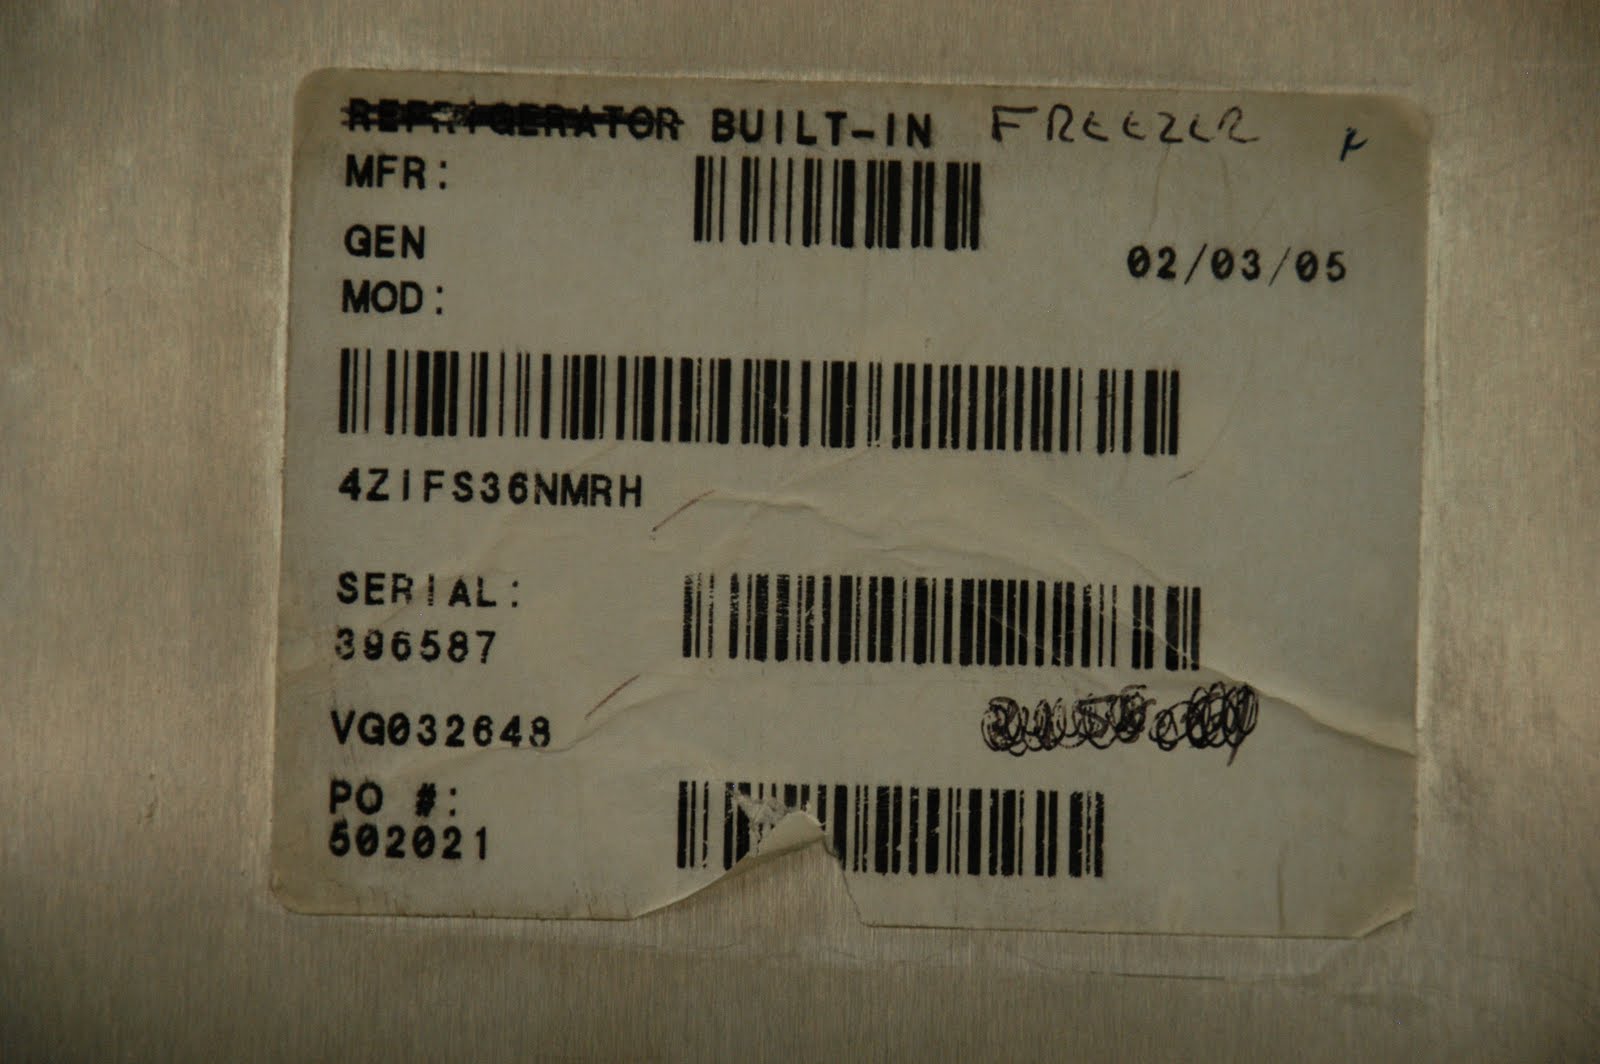 REFRIGERATOR BUILT-IN FREEZER
MFR:
GEN
02/03/05
MOD:
4ZIFS36NMRH
SERIAL:
396587
VG032648
PO #:
502021